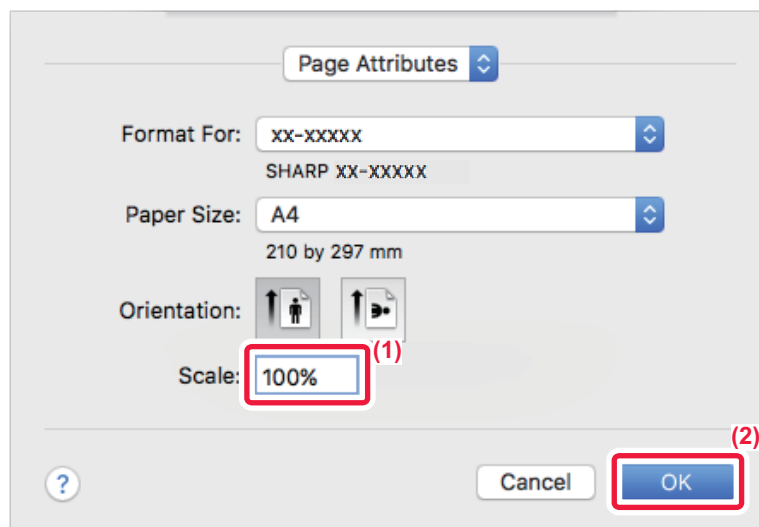 Page Attributes
Format For: xx-xxxxx
SHARP xx-xxxxx
Paper Size: A4
210 by 297 mm
Orientation:
(1)
Scale: 100%
(2)
? Cancel OK